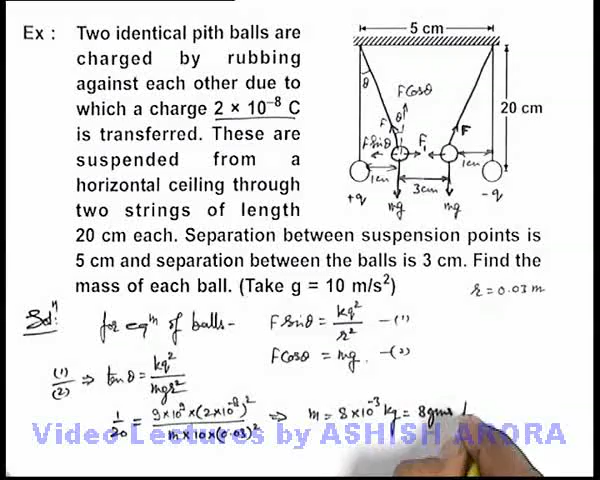 Ex : Two identical pith balls are
charged by rubbing
against each other due to
which a charge 2 × 10⁻⁸ C
is transferred. These are
suspended from a
horizontal ceiling through
two strings of length
20 cm each. Separation between suspension points is
5 cm and separation between the balls is 3 cm. Find the
mass of each ball. (Take g = 10 m/s²)
5 cm
20 cm
θ
F cosθ
F θ
F sinθ
Fₑ
F
1cm
3cm
1cm
+q
mg
mg
-q
r = 0.03 m
Solⁿ: for eqᵐ of balls- F sinθ = kq²/r² —(1)
F cosθ = mg. —(2)
(1)/(2) ⇒ tanθ = kq²/mgr²
1/20 = 9×10⁹×(2×10⁻⁸)²/m×10×(0.03)² ⇒ m = 8×10⁻³ kg = 8gms
Video Lectures by ASHISH ARORA